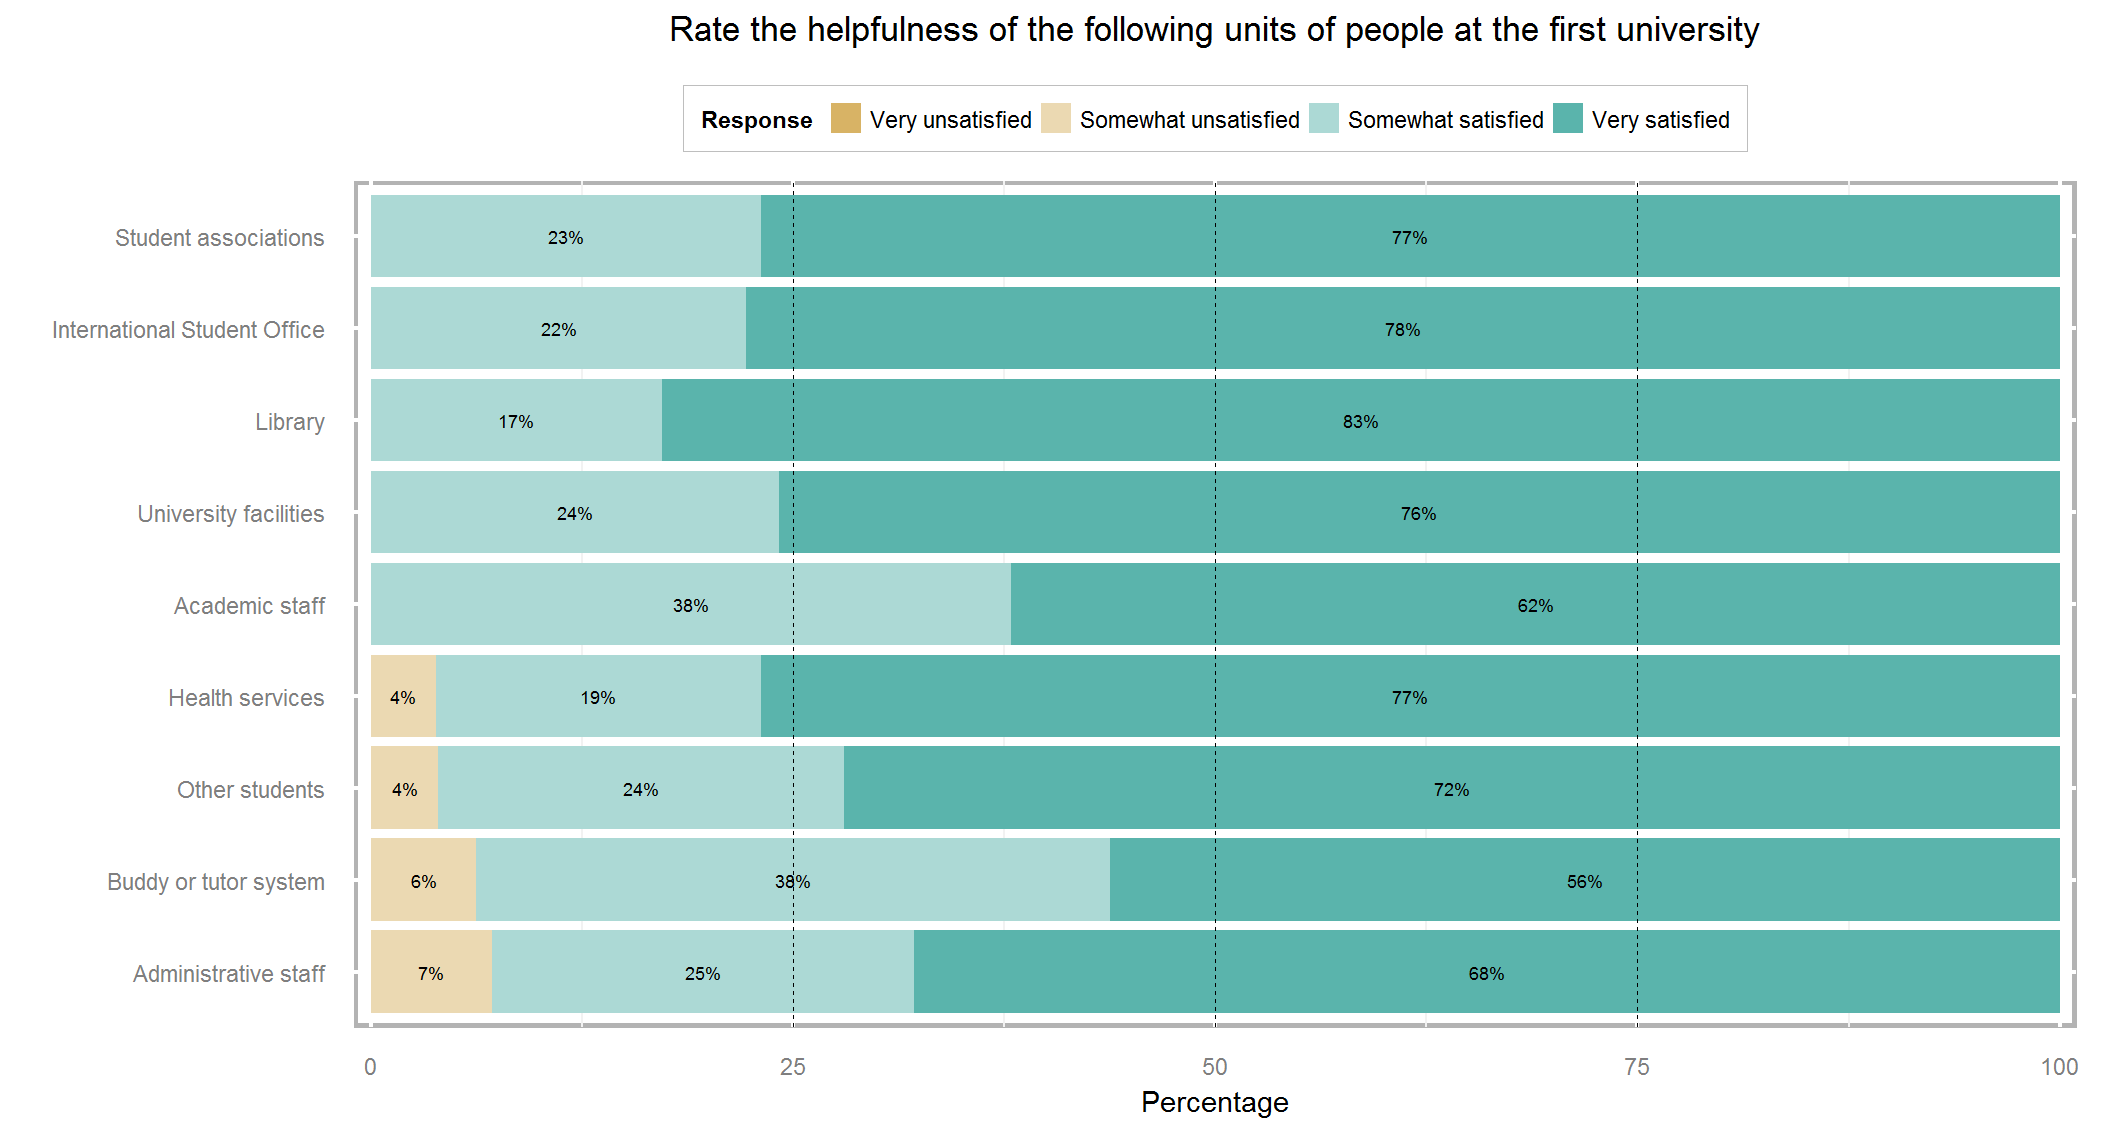 Rate the helpfulness of the following units of people at the first university
Response Very unsatisfied Somewhat unsatisfied Somewhat satisfied Very satisfied
Student associations 23% 77%
International Student Office 22% 78%
Library 17% 83%
University facilities 24% 76%
Academic staff 38% 62%
Health services 4% 19% 77%
Other students 4% 24% 72%
Buddy or tutor system 6% 38% 56%
Administrative staff 7% 25% 68%
0 25 50 75 100
Percentage